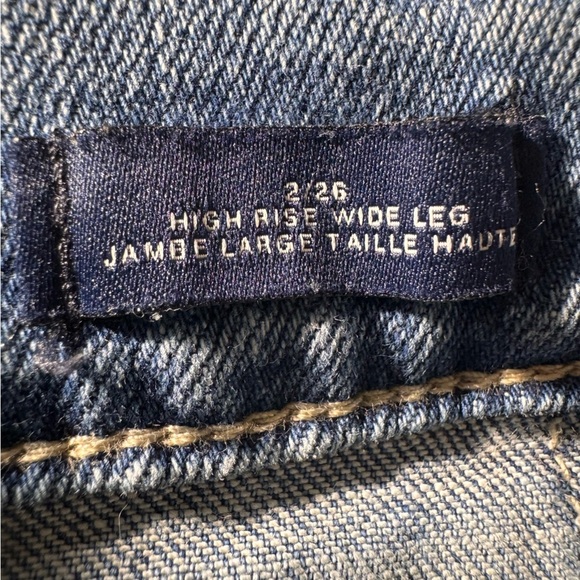 2/26
HIGH RISE WIDE LEG
JAMBE LARGE TAILLE HAUTE